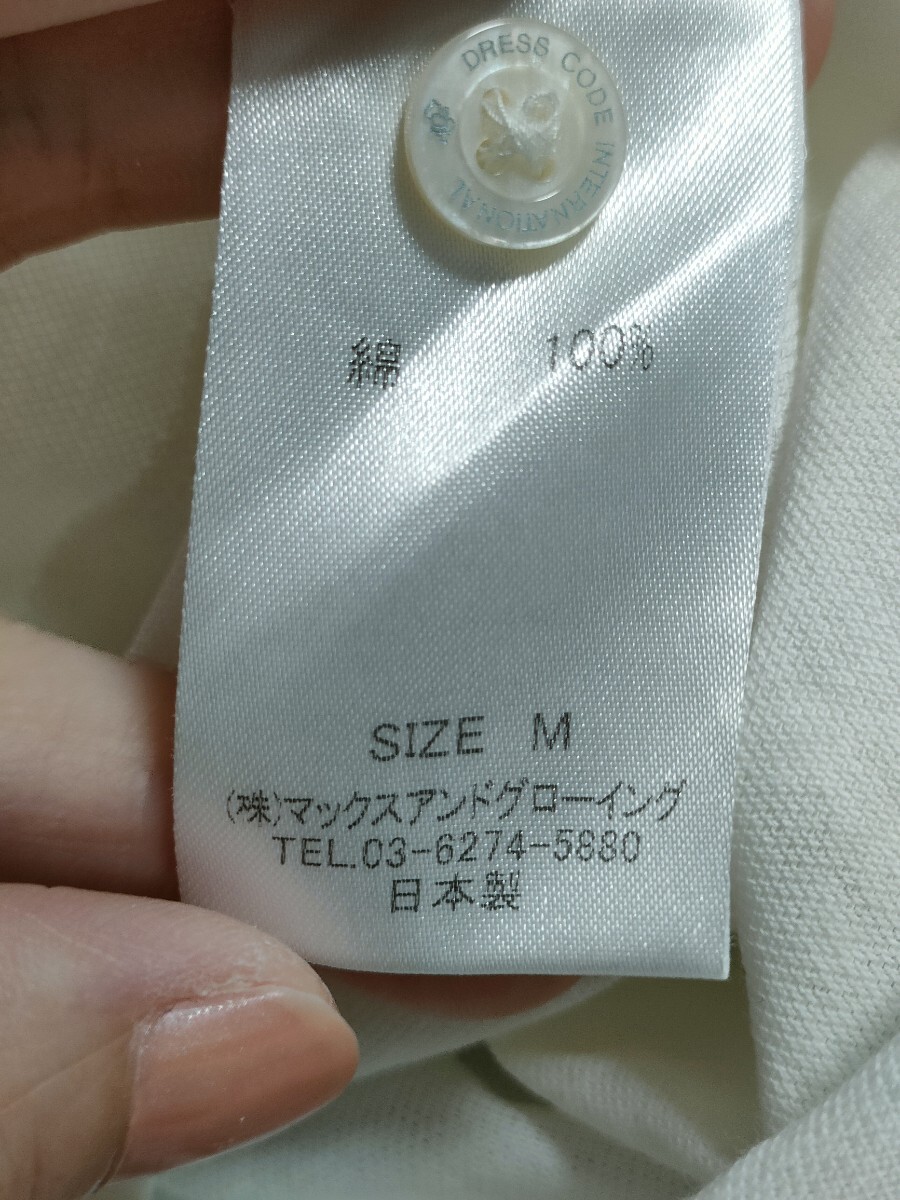 DRESS CODE INTERNATIONAL
綿 100%
SIZE M
(株)マックスアンドグローイング
TEL.03-6274-5880
日本製